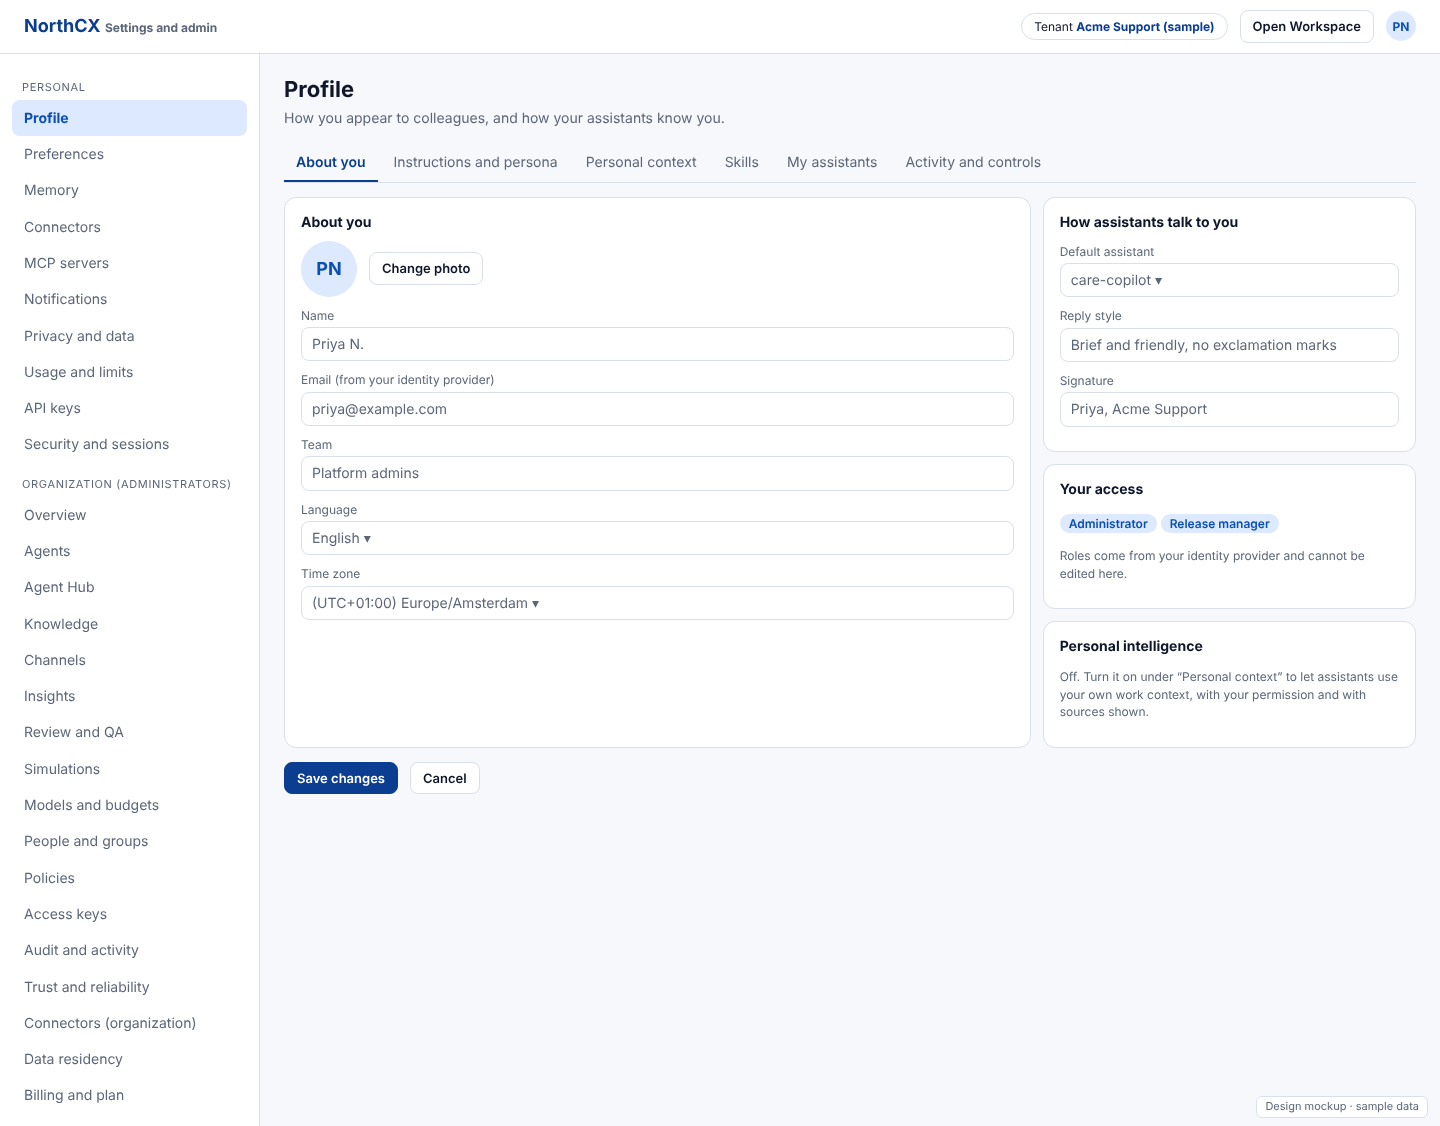 NorthCX Settings and admin
Tenant Acme Support (sample)
Open Workspace
PN
PERSONAL
Profile
Preferences
Memory
Connectors
MCP servers
Notifications
Privacy and data
Usage and limits
API keys
Security and sessions
ORGANIZATION (ADMINISTRATORS)
Overview
Agents
Agent Hub
Knowledge
Channels
Insights
Review and QA
Simulations
Models and budgets
People and groups
Policies
Access keys
Audit and activity
Trust and reliability
Connectors (organization)
Data residency
Billing and plan
Profile
How you appear to colleagues, and how your assistants know you.
About you
Instructions and persona
Personal context
Skills
My assistants
Activity and controls
About you
PN
Change photo
Name
Priya N.
Email (from your identity provider)
priya@example.com
Team
Platform admins
Language
English ▾
Time zone
(UTC+01:00) Europe/Amsterdam ▾
How assistants talk to you
Default assistant
care-copilot ▾
Reply style
Brief and friendly, no exclamation marks
Signature
Priya, Acme Support
Your access
Administrator
Release manager
Roles come from your identity provider and cannot be
edited here.
Personal intelligence
Off. Turn it on under “Personal context” to let assistants use
your own work context, with your permission and with
sources shown.
Save changes
Cancel
Design mockup · sample data